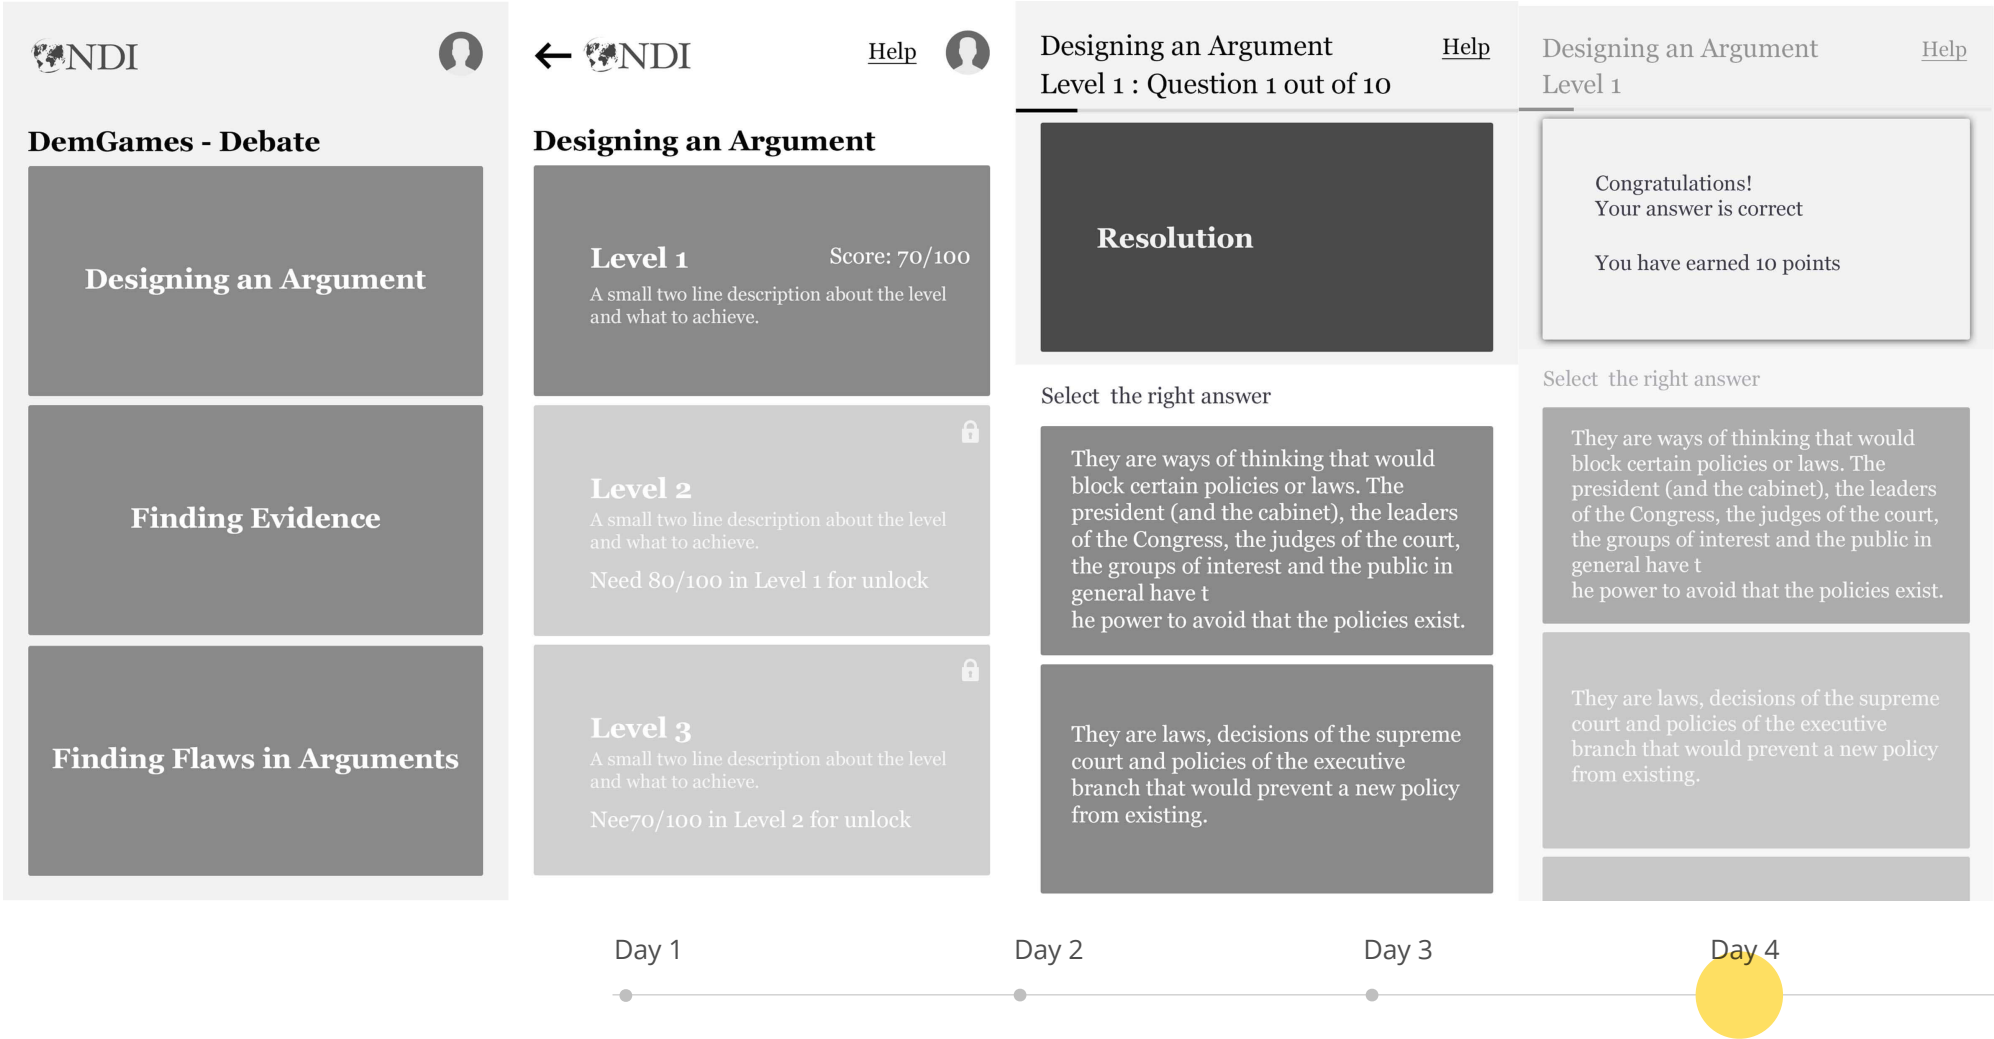 NDI
DemGames - Debate
Designing an Argument
Finding Evidence
Finding Flaws in Arguments
NDI
Help
Designing an Argument
Level 1
Score: 70/100
A small two line description about the level
and what to achieve.
Level 2
A small two line description about the level
and what to achieve.
Need 80/100 in Level 1 for unlock
Level 3
A small two line description about the level
and what to achieve.
Nee70/100 in Level 2 for unlock
Designing an Argument
Help
Level 1 : Question 1 out of 10
Resolution
Select the right answer
They are ways of thinking that would
block certain policies or laws. The
president (and the cabinet), the leaders
of the Congress, the judges of the court,
the groups of interest and the public in
general have t
he power to avoid that the policies exist.
They are laws, decisions of the supreme
court and policies of the executive
branch that would prevent a new policy
from existing.
Designing an Argument
Help
Level 1
Congratulations!
Your answer is correct
You have earned 10 points
Select the right answer
They are ways of thinking that would
block certain policies or laws. The
president (and the cabinet), the leaders
of the Congress, the judges of the court,
the groups of interest and the public in
general have t
he power to avoid that the policies exist.
They are laws, decisions of the supreme
court and policies of the executive
branch that would prevent a new policy
from existing.
Day 1
Day 2
Day 3
Day 4